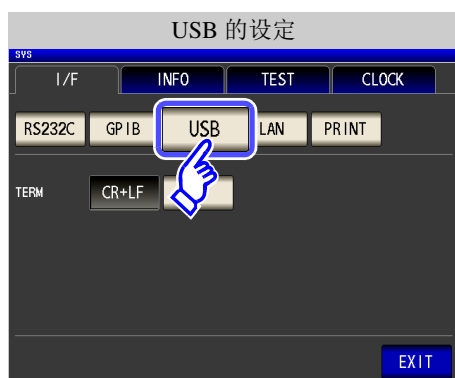 USB 的设定
SYS
I/F INFO TEST CLOCK
RS232C GPIB USB LAN PRINT
TERM CR+LF
EXIT